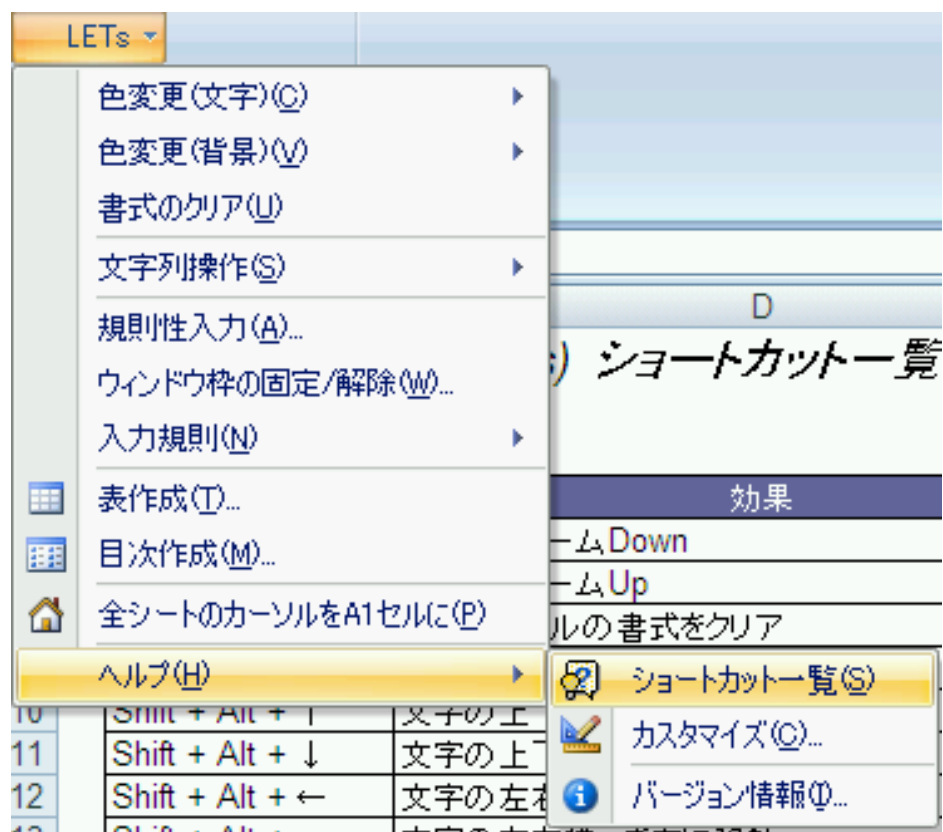 LETs
色変更(文字)(C)
色変更(背景)(V)
書式のクリア(U)
文字列操作(S)
規則性入力(A)...
ウィンドウ枠の固定/解除(W)...
入力規則(N)
表作成(T)...
目次作成(M)...
全シートのカーソルをA1セルに(P)
ヘルプ(H)
ショートカット一覧(S)
カスタマイズ(C)...
バージョン情報(I)...
D
) ショートカット一覧
効果
ームDown
ームUp
ルの書式をクリア
10 Shift + Alt + ↑ 文字の上
11 Shift + Alt + ↓ 文字の上
12 Shift + Alt + ← 文字の左右